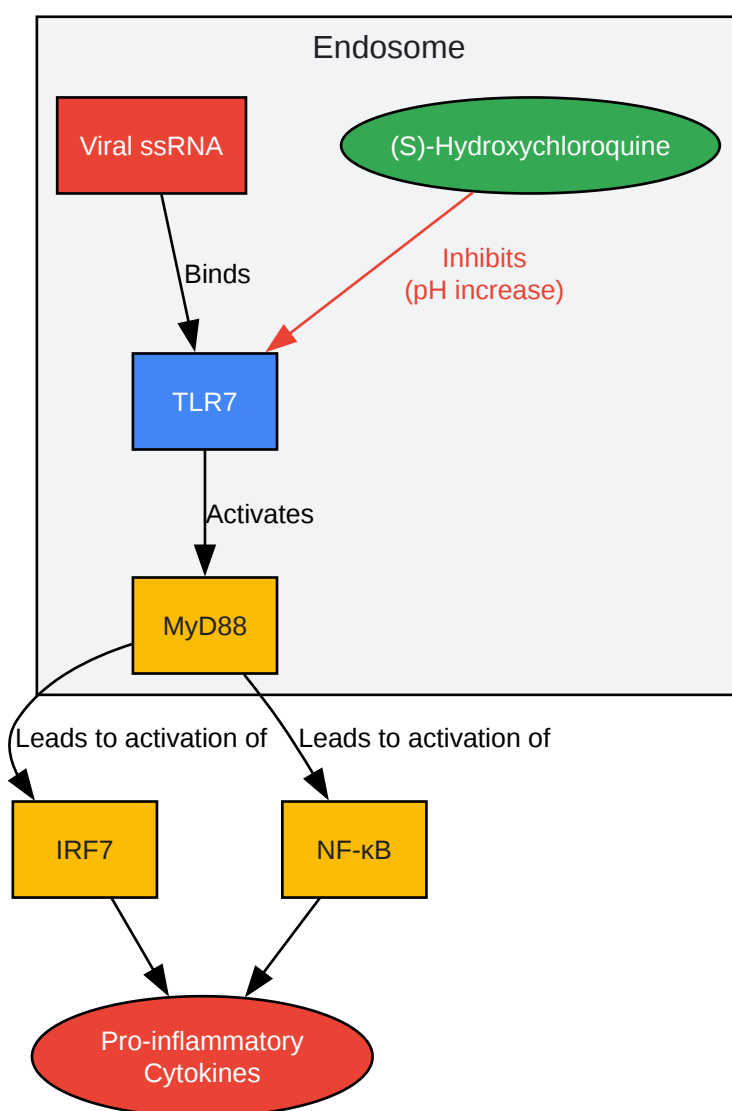 Endosome
Viral ssRNA
(S)-Hydroxychloroquine
Binds
Inhibits
(pH increase)
TLR7
Activates
MyD88
Leads to activation of
Leads to activation of
IRF7
NF-κB
Pro-inflammatory
Cytokines